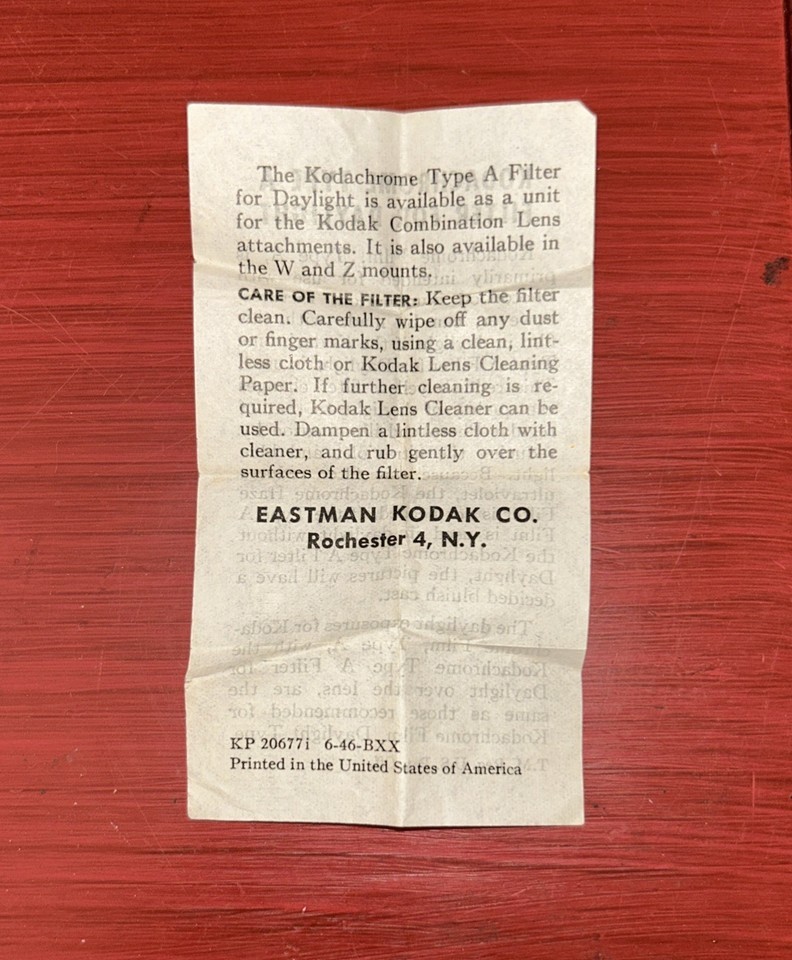 The Kodachrome Type A Filter
for Daylight is available as a unit
for the Kodak Combination Lens
attachments. It is also available in
the W and Z mounts.
CARE OF THE FILTER: Keep the filter
clean. Carefully wipe off any dust
or finger marks, using a clean, lint-
less cloth or Kodak Lens Cleaning
Paper. If further cleaning is re-
quired, Kodak Lens Cleaner can be
used. Dampen a lintless cloth with
cleaner, and rub gently over the
surfaces of the filter.
EASTMAN KODAK CO.
Rochester 4, N.Y.
KP 20677i 6-46-BXX
Printed in the United States of America